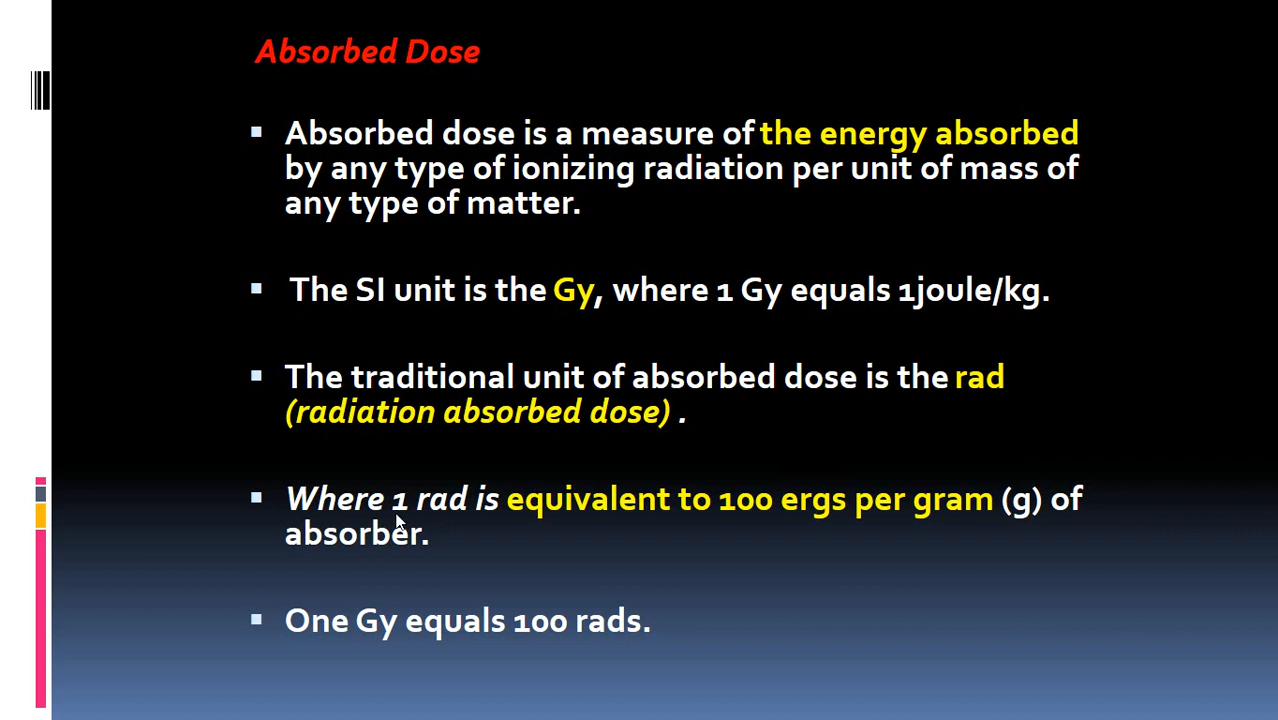 Absorbed Dose
▪ Absorbed dose is a measure of the energy absorbed
by any type of ionizing radiation per unit of mass of
any type of matter.
▪ The SI unit is the Gy, where 1 Gy equals 1joule/kg.
▪ The traditional unit of absorbed dose is the rad
(radiation absorbed dose) .
▪ Where 1 rad is equivalent to 100 ergs per gram (g) of
absorber.
▪ One Gy equals 100 rads.